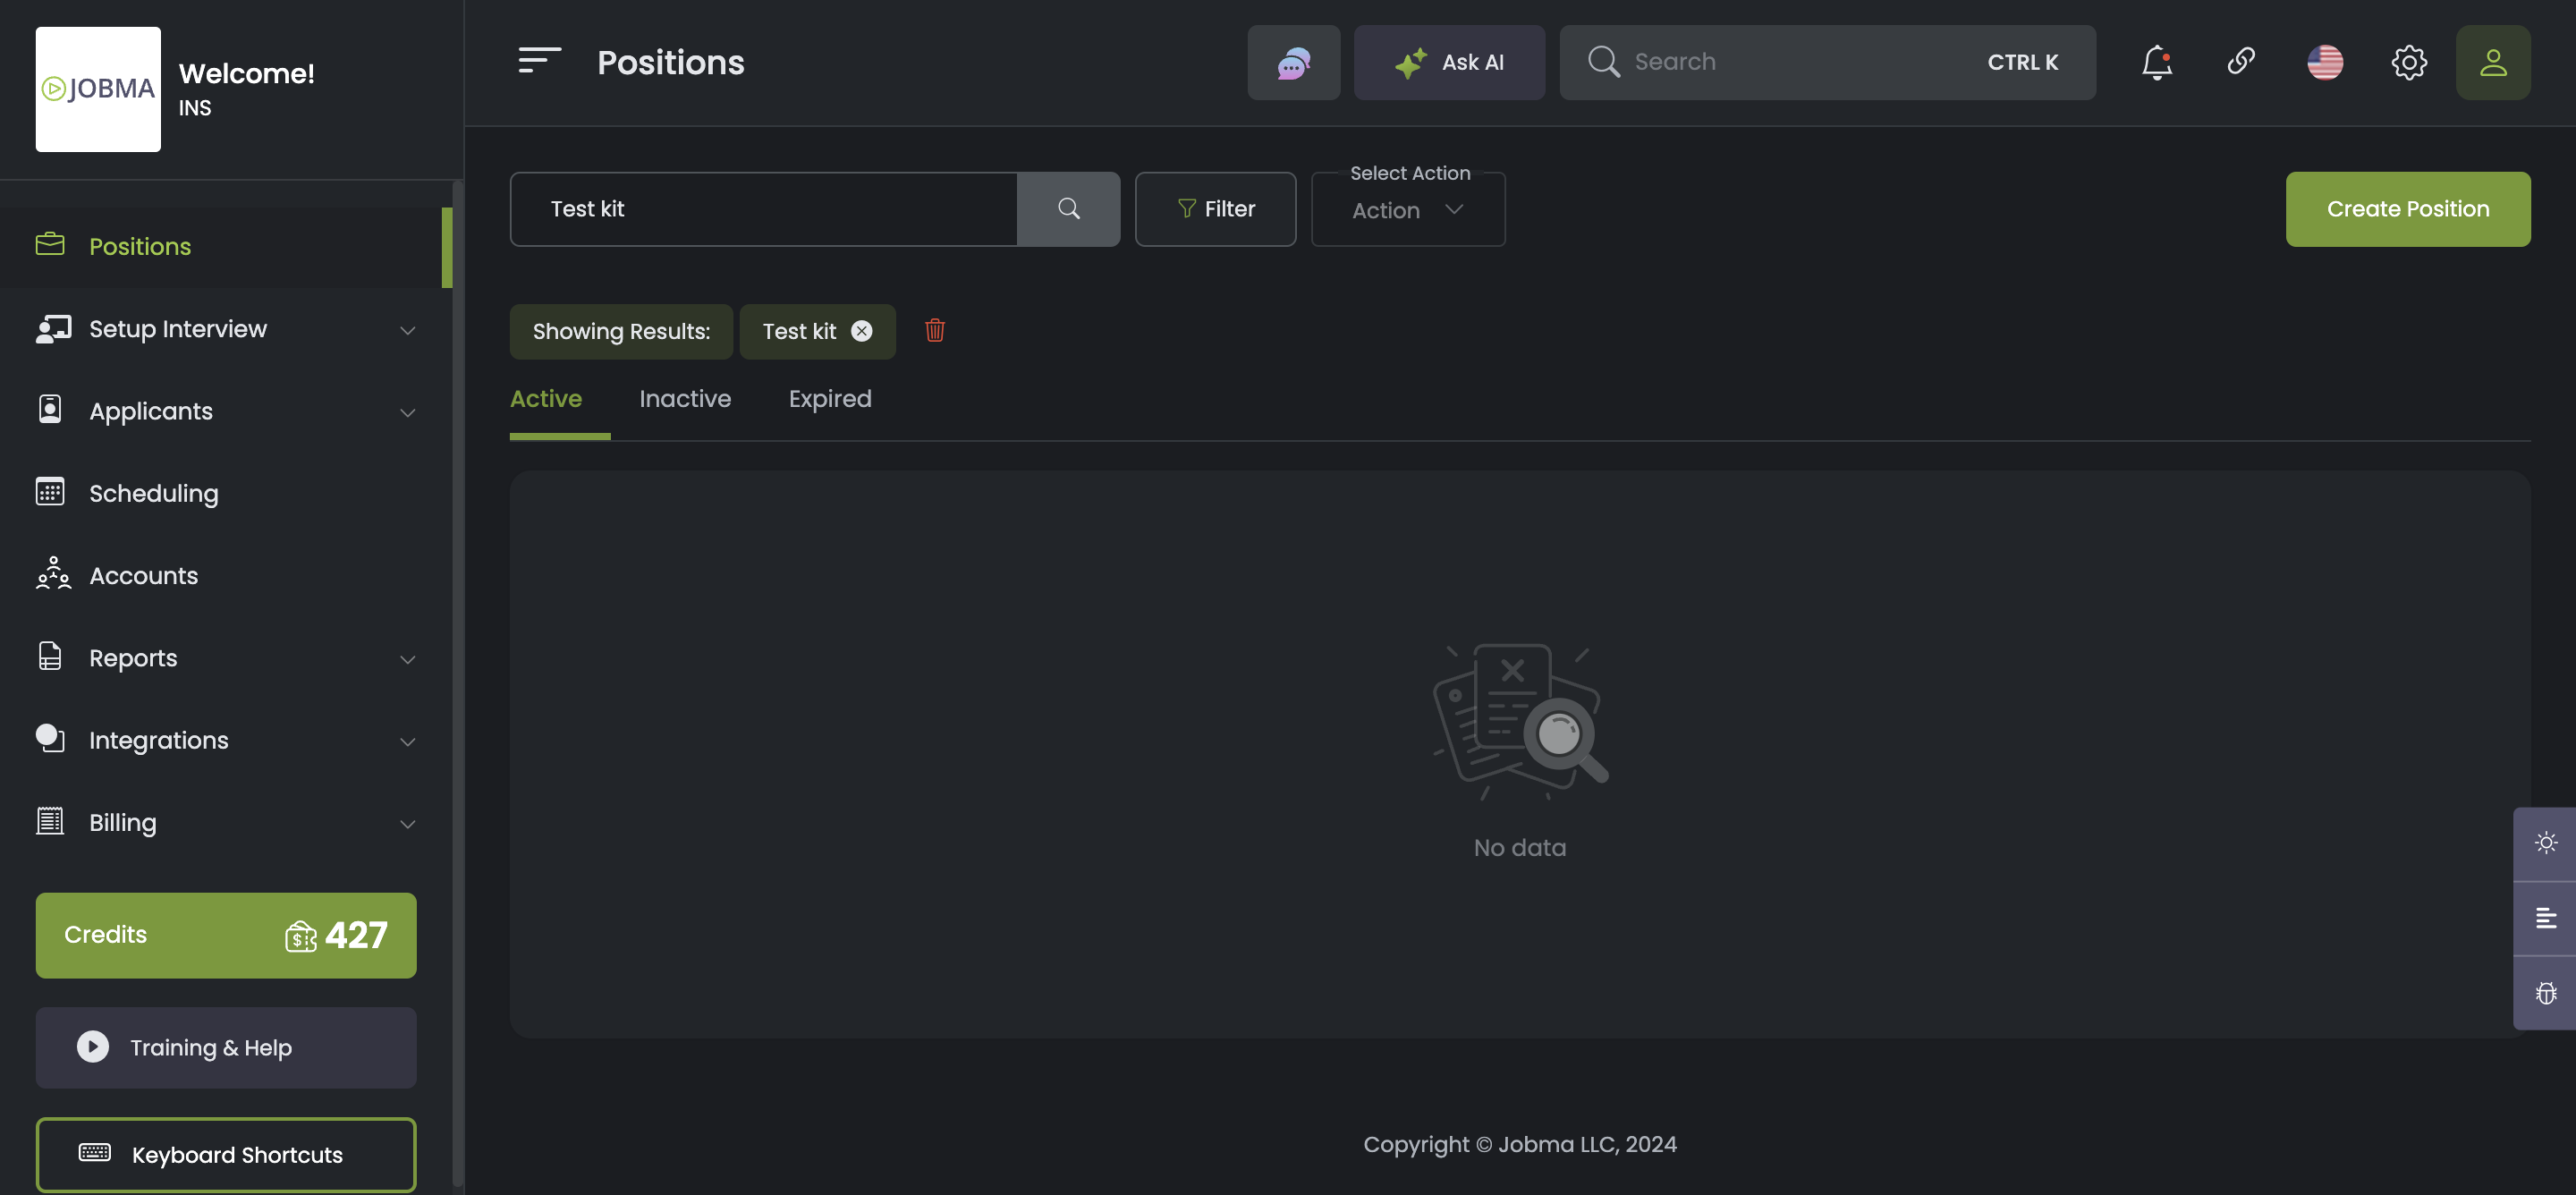 JOBMA
Welcome!
INS
Positions
Ask AI
Search
CTRL K
Positions
Setup Interview
Applicants
Scheduling
Accounts
Reports
Integrations
Billing
Credits
427
Training & Help
Keyboard Shortcuts
Test kit
Filter
Select Action
Action
Create Position
Showing Results:
Test kit
Active
Inactive
Expired
No data
Copyright © Jobma LLC, 2024